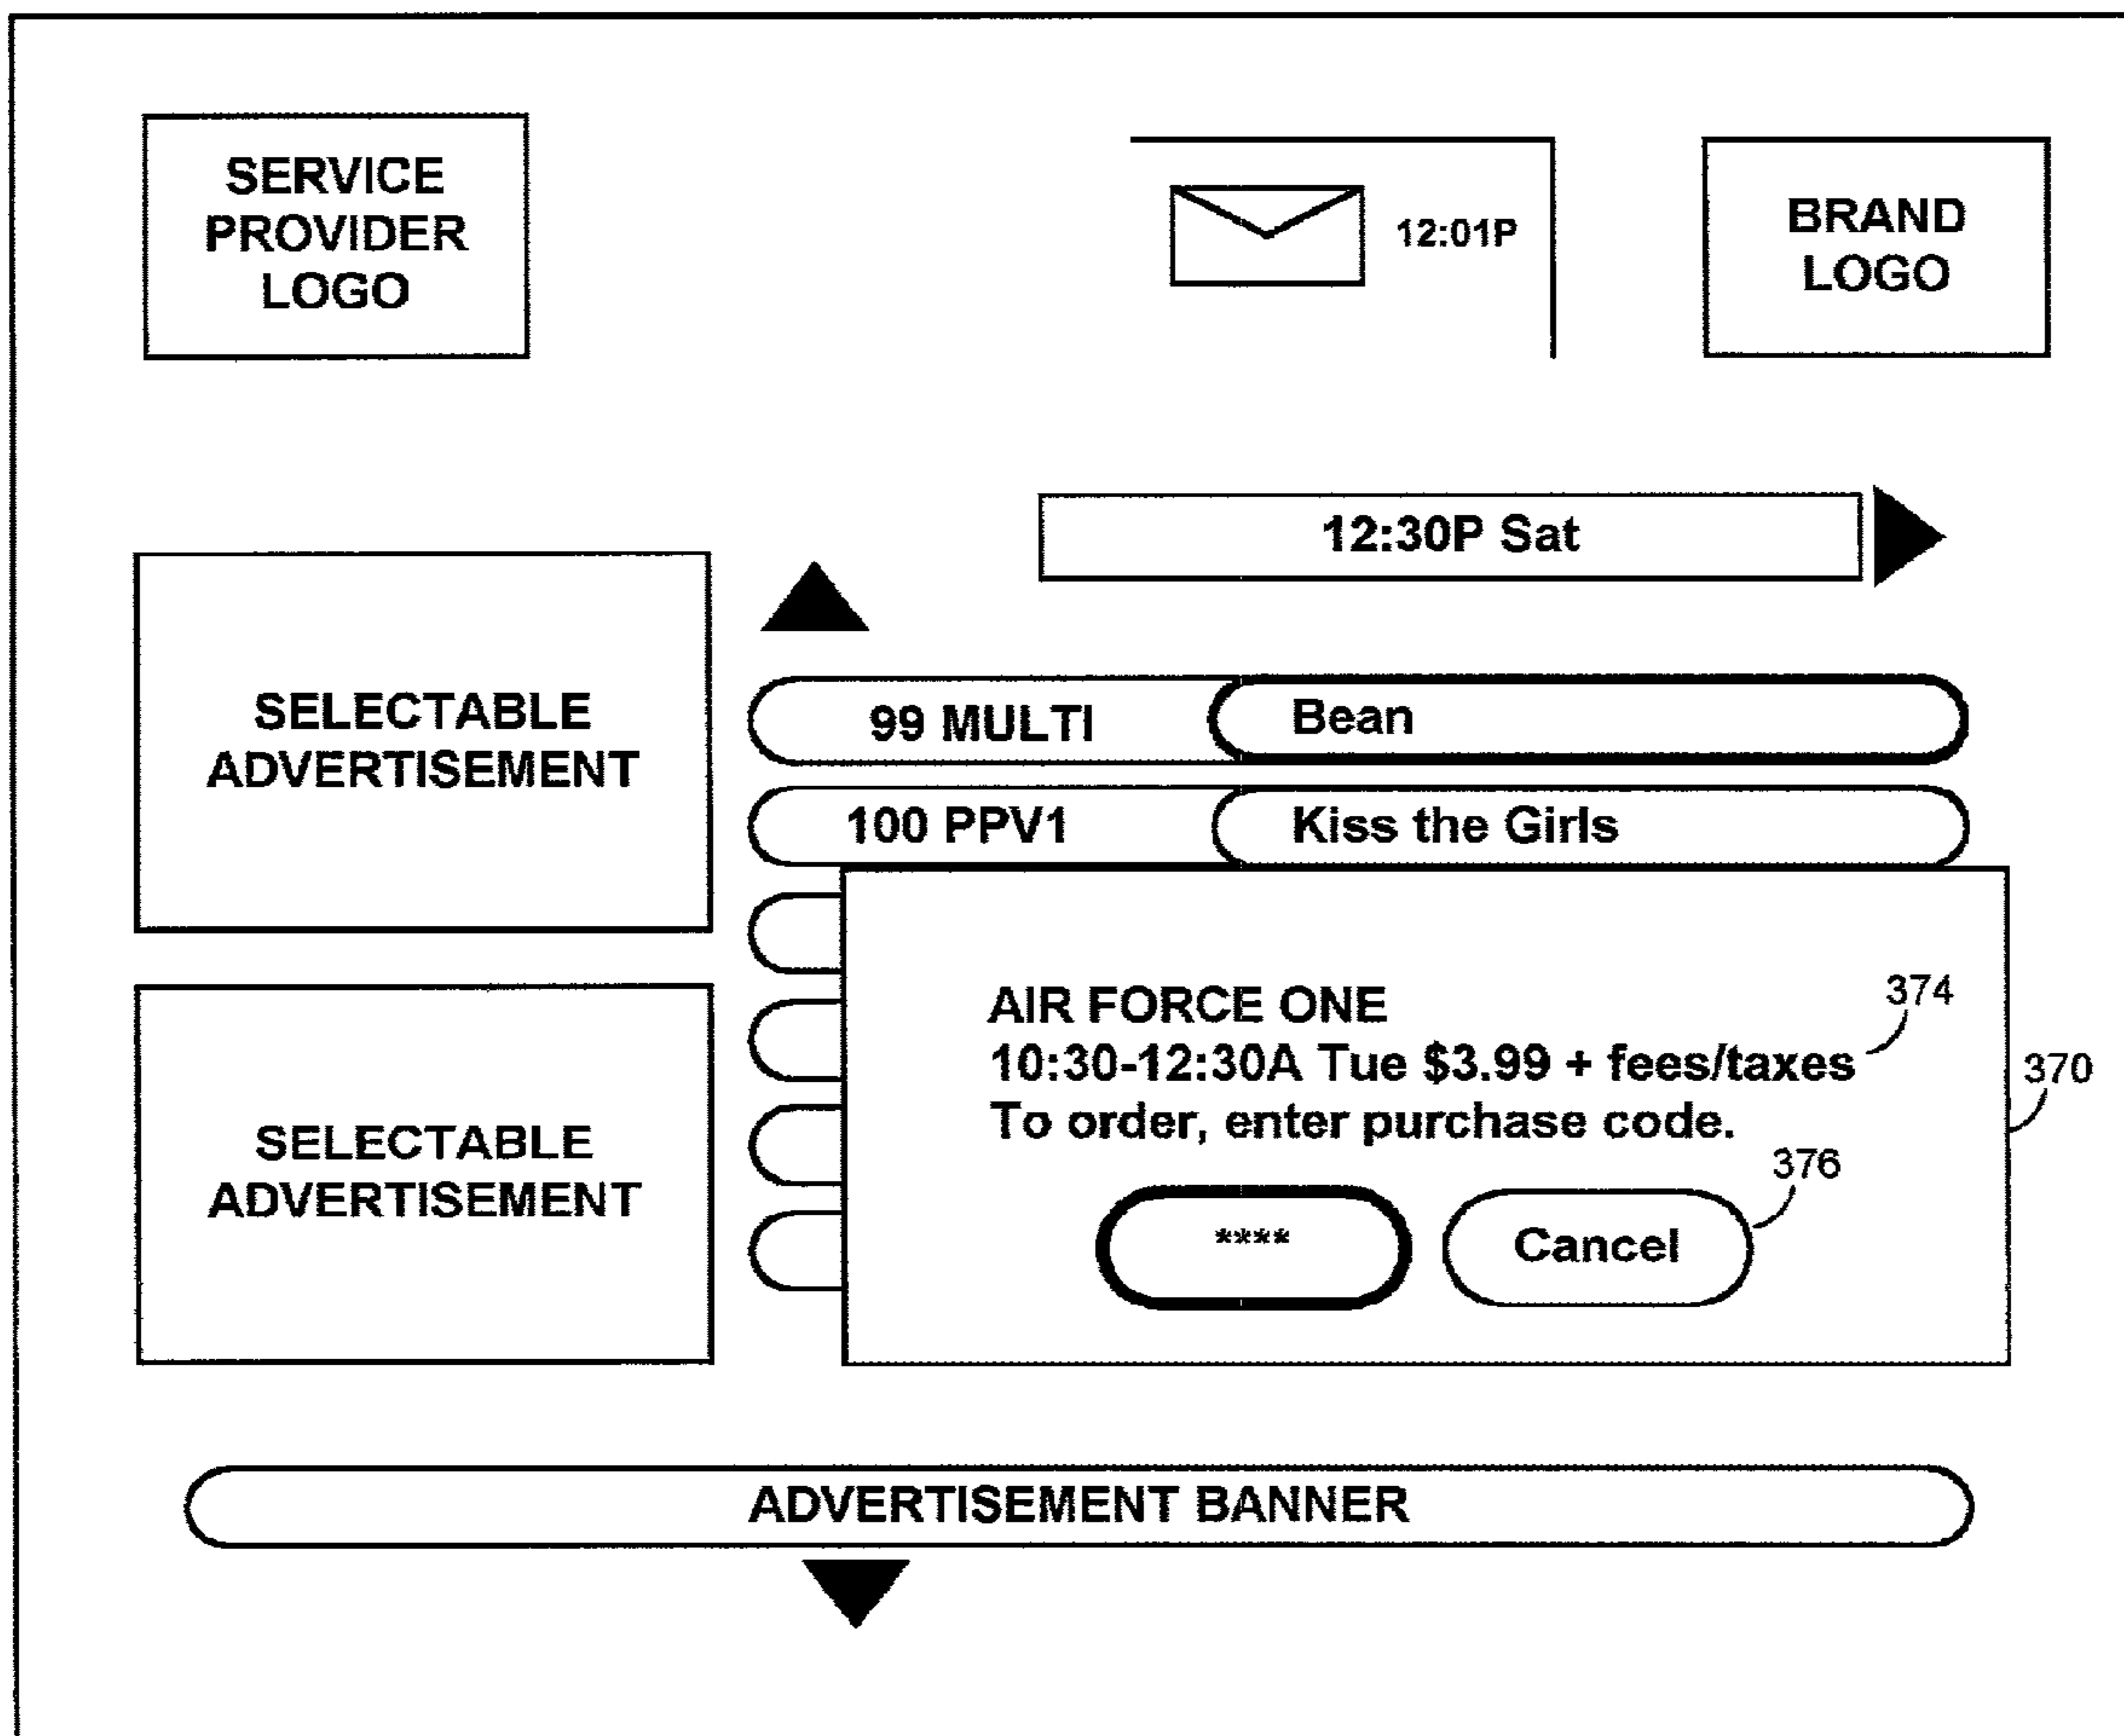 SERVICE
PROVIDER
LOGO
12:01P
BRAND
LOGO
12:30P Sat
SELECTABLE
ADVERTISEMENT
99 MULTI
Bean
100 PPV1
Kiss the Girls
SELECTABLE
ADVERTISEMENT
AIR FORCE ONE
374
10:30-12:30A Tue $3.99 + fees/taxes
370
To order, enter purchase code.
376
****
Cancel
ADVERTISEMENT BANNER